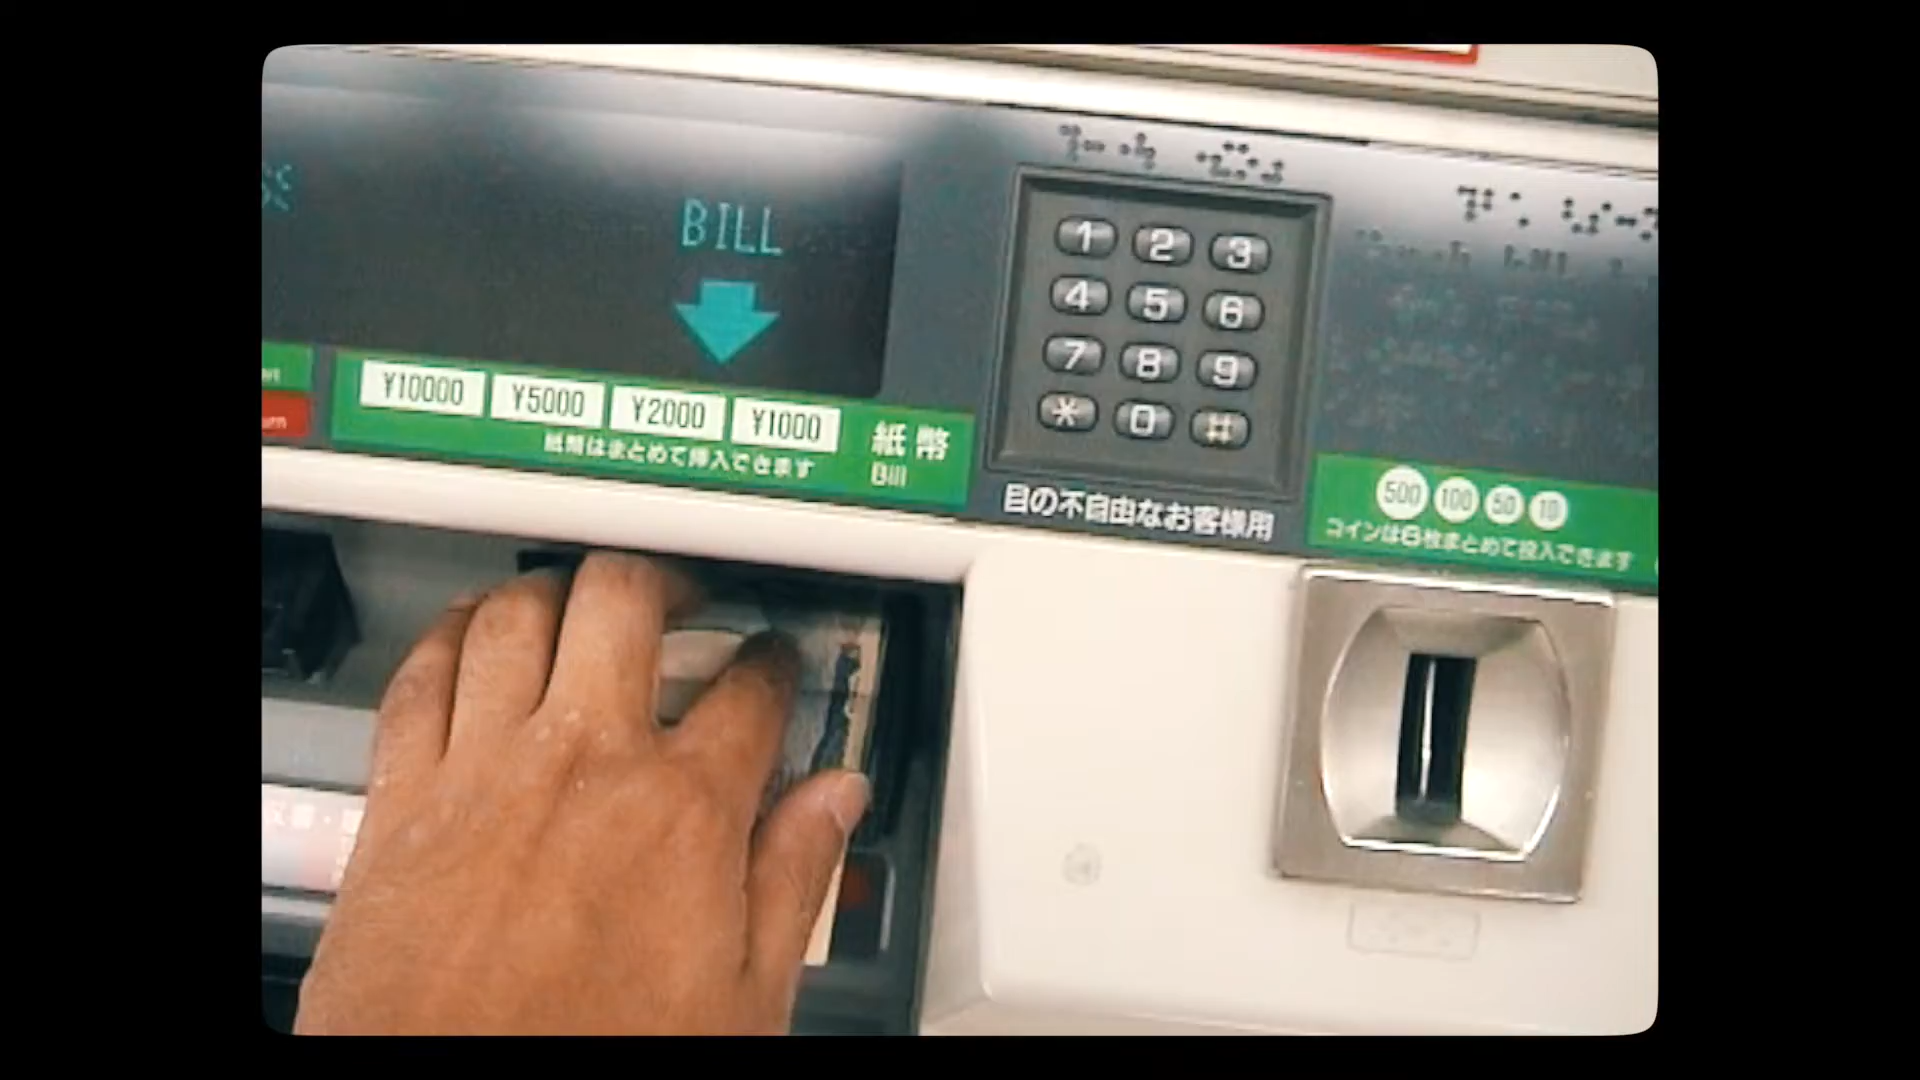 BILL
¥10000 ¥5000 ¥2000 ¥1000
紙幣はまとめて挿入できます
紙幣
Bill
1 2 3
4 5 6
7 8 9
* 0 #
目の不自由なお客様用
500 100 50 10
コインは6枚まとめて投入できます